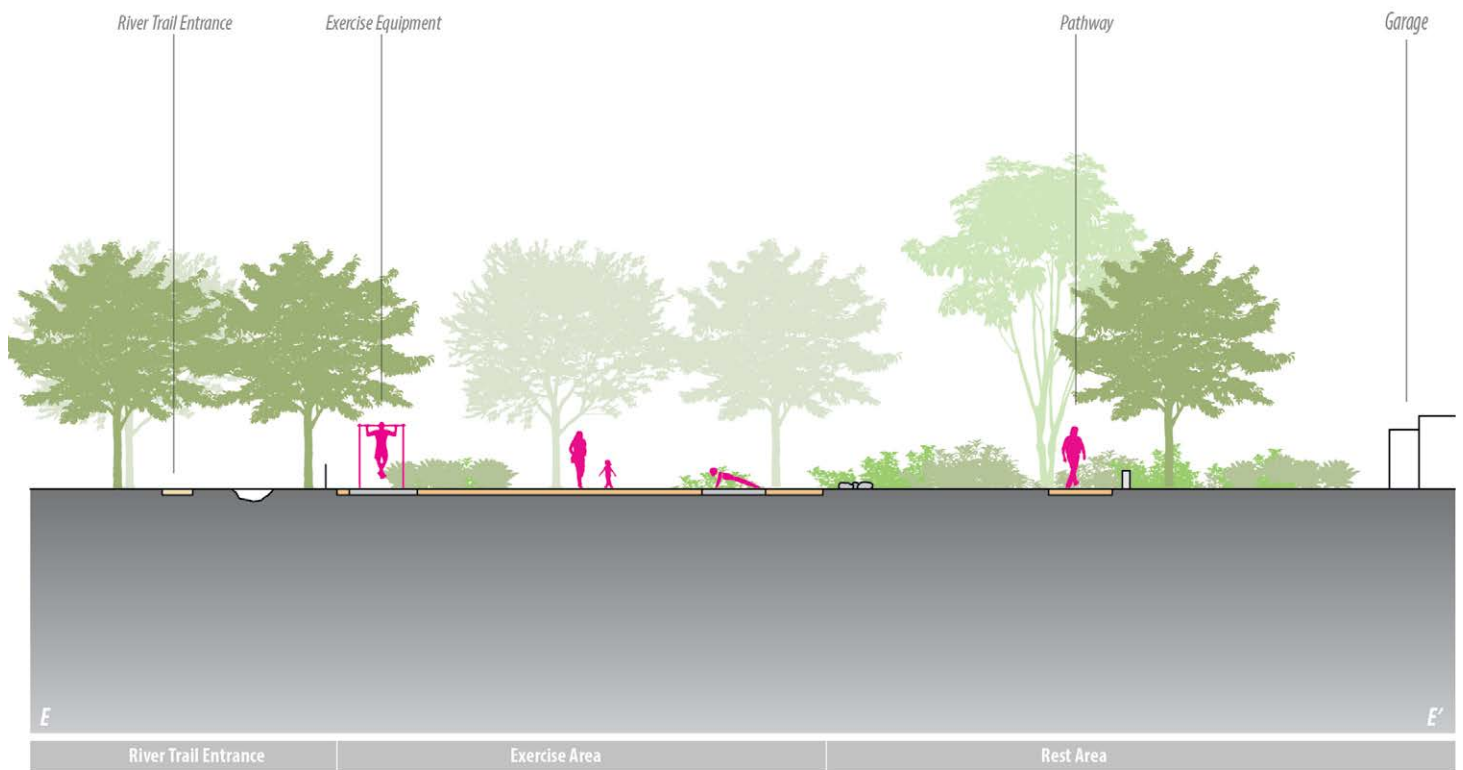 River Trail Entrance
Exercise Equipment
Pathway
Garage
E
E'
River Trail Entrance
Exercise Area
Rest Area